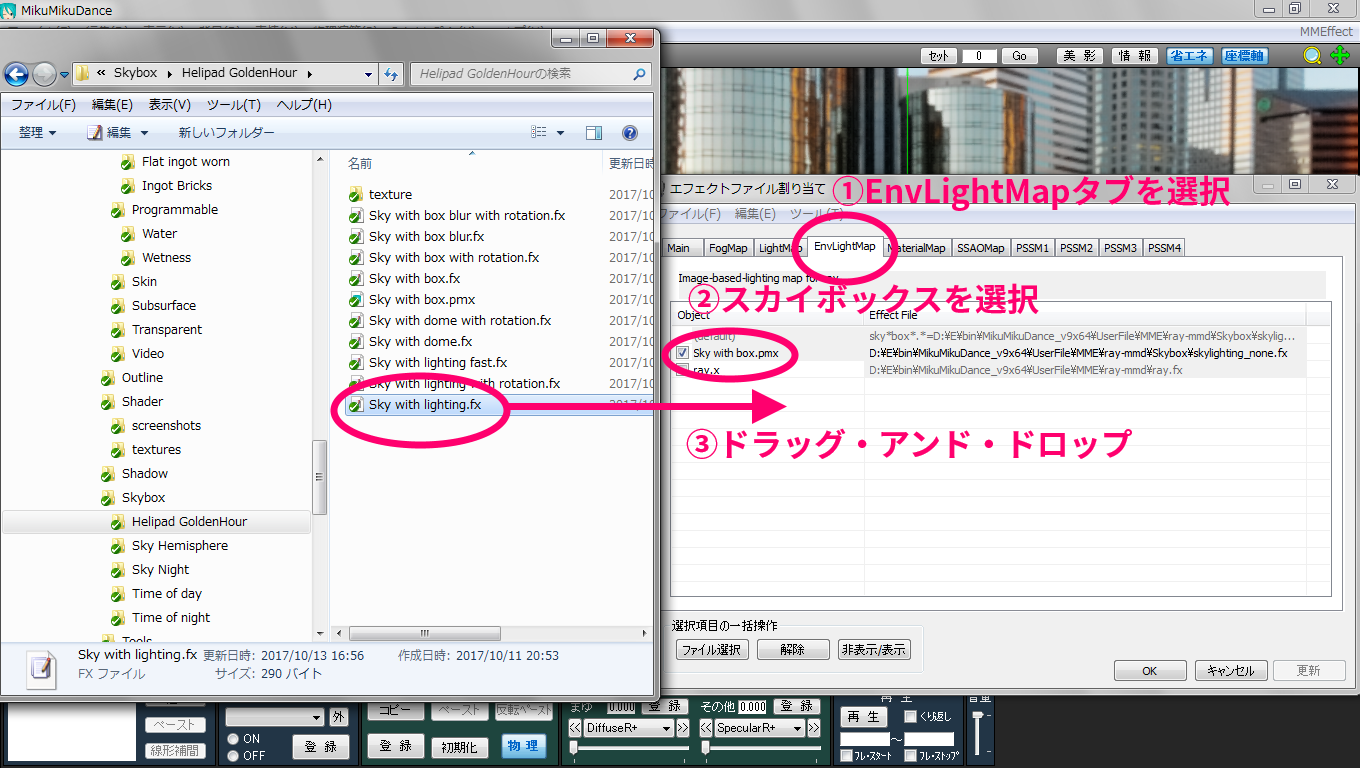 MikuMikuDance
MMEffect
« Skybox ▸ Helipad GoldenHour ▸
Helipad GoldenHourの検索
ファイル(F) 編集(E) 表示(V) ツール(T) ヘルプ(H)
整理 編集 新しいフォルダー
Flat ingot worn
Ingot Bricks
Programmable
Water
Wetness
Skin
Subsurface
Transparent
Video
Outline
Shader
screenshots
textures
Shadow
Skybox
Helipad GoldenHour
Sky Hemisphere
Sky Night
Time of day
Time of night
Tools
名前 更新日時
texture 2017/10
Sky with box blur with rotation.fx 2017/10
Sky with box blur.fx 2017/10
Sky with box with rotation.fx 2017/10
Sky with box.fx 2017/10
Sky with box.pmx 2017/10
Sky with dome with rotation.fx 2017/10
Sky with dome.fx 2017/10
Sky with lighting fast.fx 2017/10
Sky with lighting with rotation.fx 2017/10
Sky with lighting.fx 2017/10
Sky with lighting.fx 更新日時: 2017/10/13 16:56 作成日時: 2017/10/11 20:53
FX ファイル サイズ: 290 バイト
セット 0 Go 美 影 情 報 省エネ 座標軸
エフェクトファイル割り当て
①EnvLightMapタブを選択
ファイル(F) 編集(E) ツール(T)
Main FogMap LightMap EnvLightMap MaterialMap SSAOMap PSSM1 PSSM2 PSSM3 PSSM4
Image-based-lighting map for ray
②スカイボックスを選択
Object Effect File
(default) sky*box*.*=D:¥E¥bin¥MikuMikuDance_v9x64¥UserFile¥MME¥ray-mmd¥Skybox¥skylig...
Sky with box.pmx D:¥E¥bin¥MikuMikuDance_v9x64¥UserFile¥MME¥ray-mmd¥Skybox¥skylighting_none.fx
ray.x D:¥E¥bin¥MikuMikuDance_v9x64¥UserFile¥MME¥ray-mmd¥ray.fx
③ドラッグ・アンド・ドロップ
選択項目の一括操作
ファイル選択 解除 非表示/表示
OK キャンセル 更新
ペースト
線形補間
外
ON
OFF
登 録
コピー ペースト 反転ペースト
登 録 初期化 物 理
まゆ 0.000 登 録 その他 0.000 登 録
DiffuseR+ SpecularR+
再 生
再 生 くり返し
～
フレ・スタート フレ・ストップ
音量